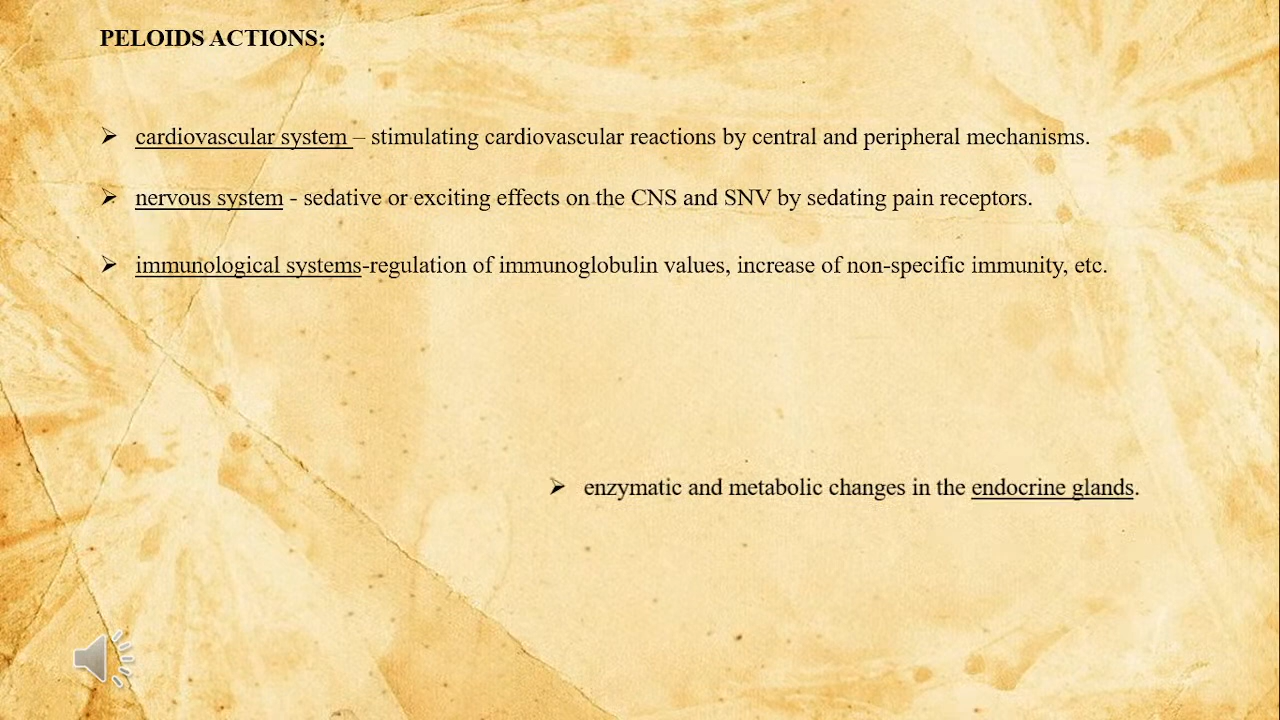 PELOIDS ACTIONS:
➢ cardiovascular system – stimulating cardiovascular reactions by central and peripheral mechanisms.
➢ nervous system - sedative or exciting effects on the CNS and SNV by sedating pain receptors.
➢ immunological systems-regulation of immunoglobulin values, increase of non-specific immunity, etc.
➢ enzymatic and metabolic changes in the endocrine glands.